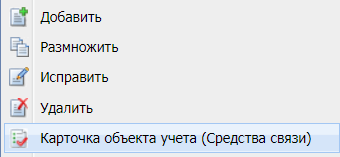 Добавить
Размножить
Исправить
Удалить
Карточка объекта учета (Средства связи)